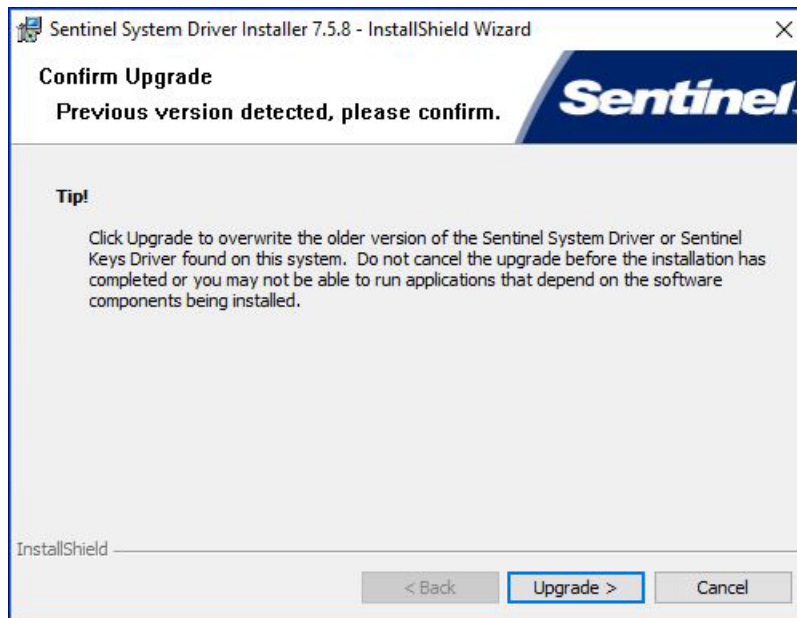 Sentinel System Driver Installer 7.5.8 - InstallShield Wizard
Confirm Upgrade
Previous version detected, please confirm.
Sentinel.
Tip!
Click Upgrade to overwrite the older version of the Sentinel System Driver or Sentinel
Keys Driver found on this system.  Do not cancel the upgrade before the installation has
completed or you may not be able to run applications that depend on the software
components being installed.
InstallShield
< Back
Upgrade >
Cancel